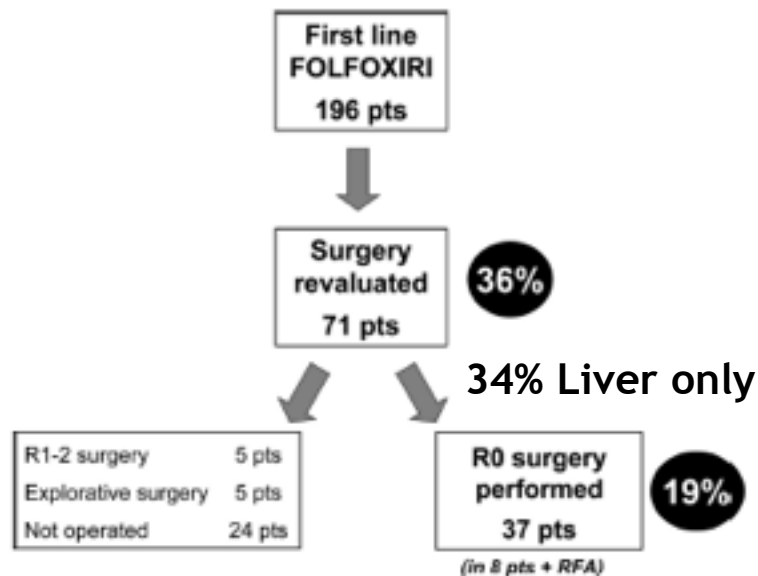 First line
FOLFOXIRI
196 pts
Surgery
revaluated
71 pts
36%
34% Liver only
R1-2 surgery 5 pts
Explorative surgery 5 pts
Not operated 24 pts
R0 surgery
performed
37 pts
19%
(in 8 pts + RFA)